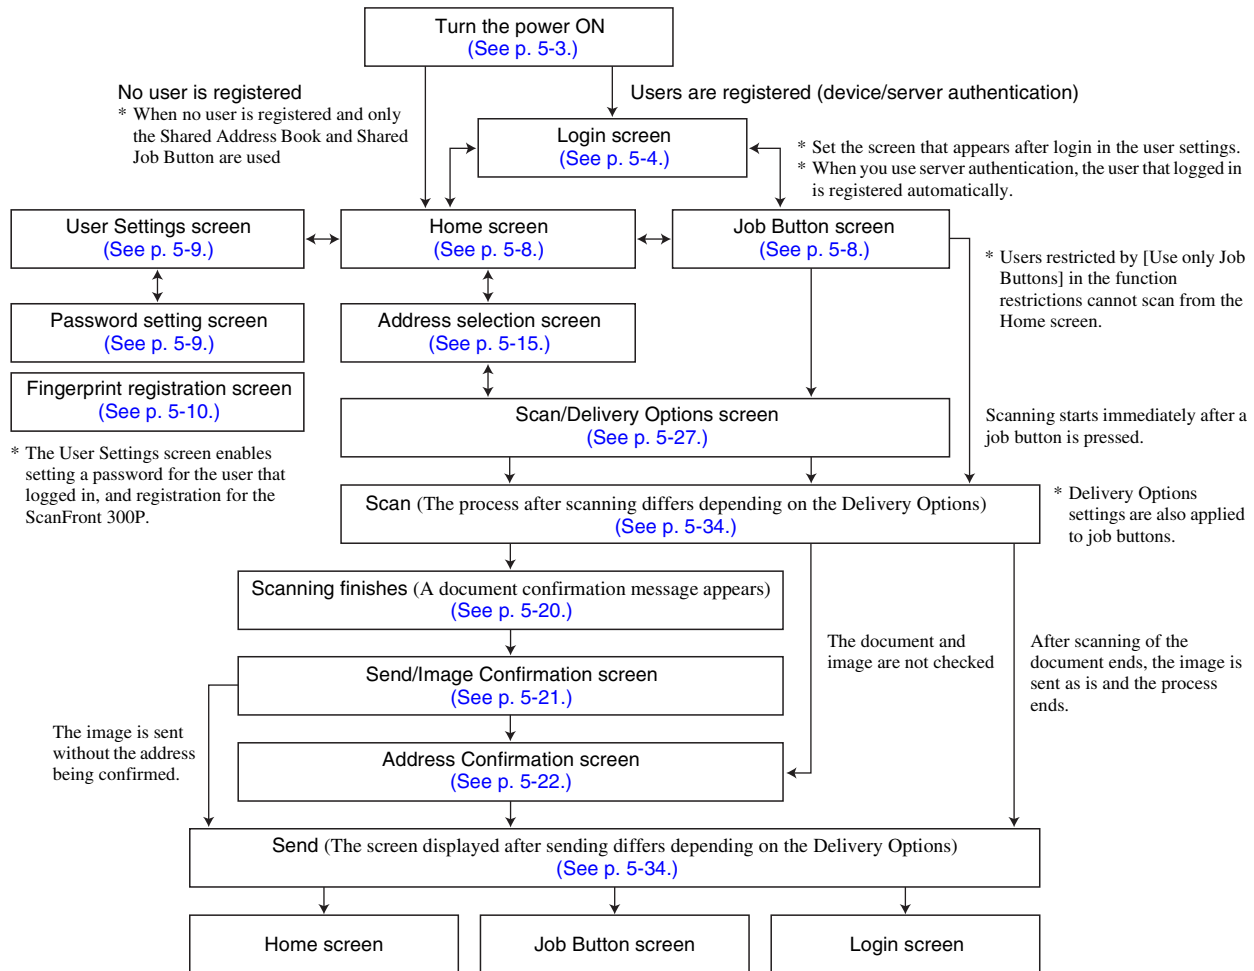 Turn the power ON
(See p. 5-3.)
No user is registered
* When no user is registered and only
the Shared Address Book and Shared
Job Button are used
Users are registered (device/server authentication)
Login screen
(See p. 5-4.)
* Set the screen that appears after login in the user settings.
* When you use server authentication, the user that logged in
is registered automatically.
User Settings screen
(See p. 5-9.)
Home screen
(See p. 5-8.)
Job Button screen
(See p. 5-8.)
* Users restricted by [Use only Job
Buttons] in the function
restrictions cannot scan from the
Home screen.
Password setting screen
(See p. 5-9.)
Address selection screen
(See p. 5-15.)
Fingerprint registration screen
(See p. 5-10.)
Scan/Delivery Options screen
(See p. 5-27.)
Scanning starts immediately after a
job button is pressed.
* The User Settings screen enables
setting a password for the user that
logged in, and registration for the
ScanFront 300P.
Scan (The process after scanning differs depending on the Delivery Options)
(See p. 5-34.)
* Delivery Options
settings are also applied
to job buttons.
Scanning finishes (A document confirmation message appears)
(See p. 5-20.)
The document and
image are not checked
After scanning of the
document ends, the image is
sent as is and the process
ends.
Send/Image Confirmation screen
(See p. 5-21.)
The image is sent
without the address
being confirmed.
Address Confirmation screen
(See p. 5-22.)
Send (The screen displayed after sending differs depending on the Delivery Options)
(See p. 5-34.)
Home screen
Job Button screen
Login screen